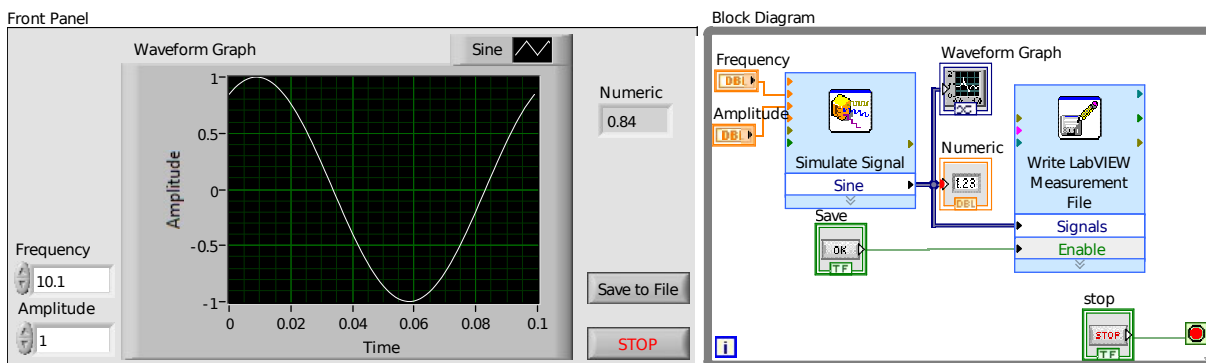 Front Panel
Waveform Graph
Sine
Amplitude
1
0.5
0
-0.5
-1
0
0.02
0.04
0.06
0.08
0.1
Time
Numeric
0.84
Frequency
10.1
Amplitude
1
Save to File
STOP
Block Diagram
Frequency
DBL
Amplitude
DBL
Simulate Signal
Sine
Waveform Graph
Numeric
1.23
DBL
Write LabVIEW
Measurement
File
Signals
Enable
Save
OK
TF
stop
STOP
TF
i